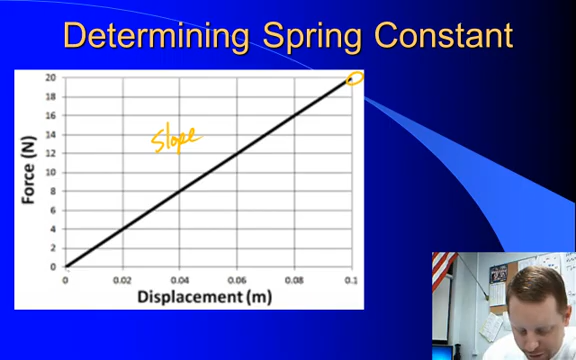 Determining Spring Constant
20
18
16
14
12
10
8
6
4
2
0
Force (N)
Slope
0 0.02 0.04 0.06 0.08 0.1
Displacement (m)